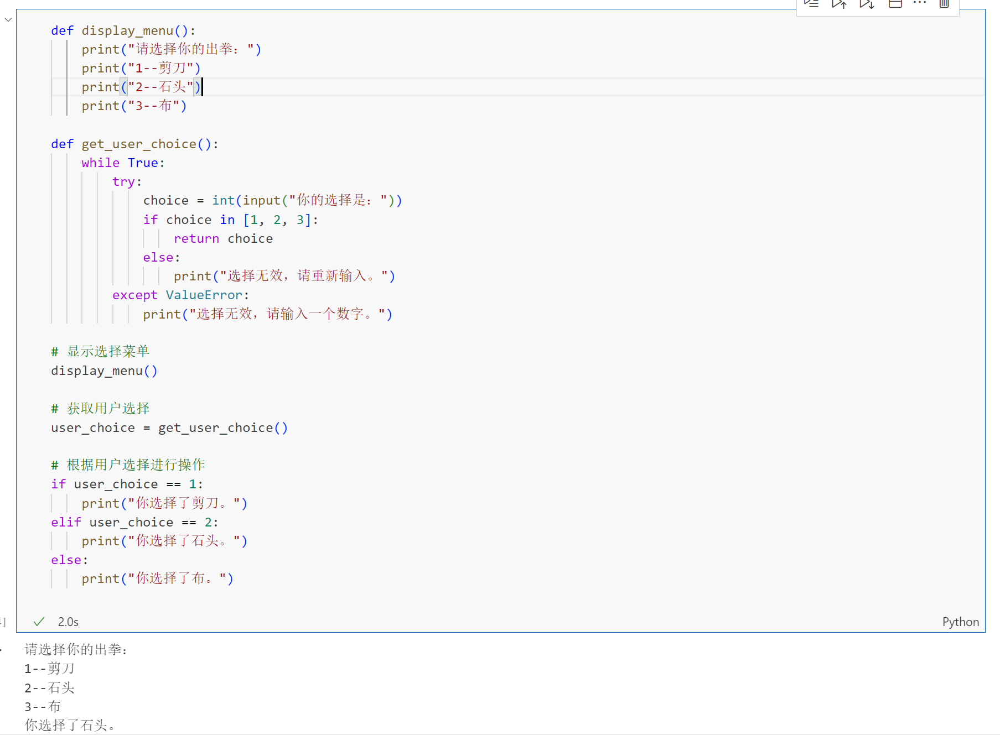 def display_menu():
    print("请选择你的出拳：")
    print("1--剪刀")
    print("2--石头")
    print("3--布")
def get_user_choice():
    while True:
        try:
            choice = int(input("你的选择是："))
            if choice in [1, 2, 3]:
                return choice
            else:
                print("选择无效，请重新输入。")
        except ValueError:
            print("选择无效，请输入一个数字。")
# 显示选择菜单
display_menu()
# 获取用户选择
user_choice = get_user_choice()
# 根据用户选择进行操作
if user_choice == 1:
    print("你选择了剪刀。")
elif user_choice == 2:
    print("你选择了石头。")
else:
    print("你选择了布。")
]
2.0s
Python
请选择你的出拳：
1--剪刀
2--石头
3--布
你选择了石头。